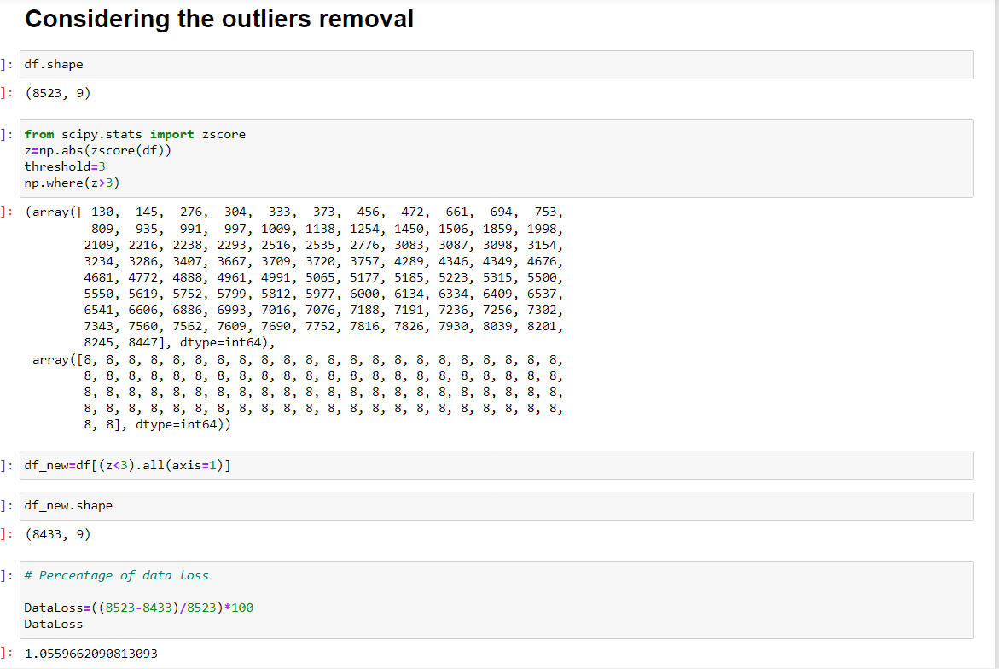 Considering the outliers removal
]: df.shape
]: (8523, 9)
]: from scipy.stats import zscore
z=np.abs(zscore(df))
threshold=3
np.where(z>3)
]: (array([ 130,  145,  276,  304,  333,  373,  456,  472,  661,  694,  753,
809,  935,  991,  997, 1009, 1138, 1254, 1450, 1506, 1859, 1998,
2109, 2216, 2238, 2293, 2516, 2535, 2776, 3083, 3087, 3098, 3154,
3234, 3286, 3407, 3667, 3709, 3720, 3757, 4289, 4346, 4349, 4676,
4681, 4772, 4888, 4961, 4991, 5065, 5177, 5185, 5223, 5315, 5500,
5550, 5619, 5752, 5799, 5812, 5977, 6000, 6134, 6334, 6409, 6537,
6541, 6606, 6886, 6993, 7016, 7076, 7188, 7191, 7236, 7256, 7302,
7343, 7560, 7562, 7609, 7690, 7752, 7816, 7826, 7930, 8039, 8201,
8245, 8447], dtype=int64),
array([8, 8, 8, 8, 8, 8, 8, 8, 8, 8, 8, 8, 8, 8, 8, 8, 8, 8, 8, 8, 8, 8,
8, 8, 8, 8, 8, 8, 8, 8, 8, 8, 8, 8, 8, 8, 8, 8, 8, 8, 8, 8, 8, 8,
8, 8, 8, 8, 8, 8, 8, 8, 8, 8, 8, 8, 8, 8, 8, 8, 8, 8, 8, 8, 8, 8,
8, 8, 8, 8, 8, 8, 8, 8, 8, 8, 8, 8, 8, 8, 8, 8, 8, 8, 8, 8, 8, 8,
8, 8], dtype=int64))
]: df_new=df[(z<3).all(axis=1)]
]: df_new.shape
]: (8433, 9)
]: # Percentage of data loss
DataLoss=((8523-8433)/8523)*100
DataLoss
]: 1.0559662090813093